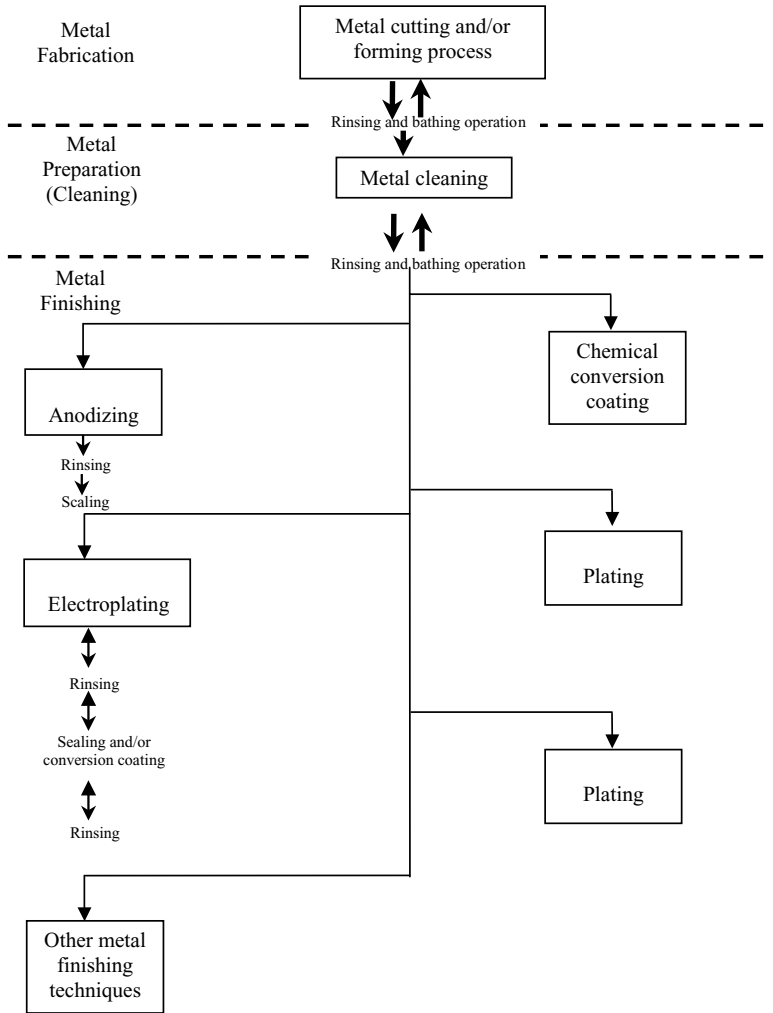 Metal
Fabrication
Metal cutting and/or
forming process
Rinsing and bathing operation
Metal
Preparation
(Cleaning)
Metal cleaning
Rinsing and bathing operation
Metal
Finishing
Chemical
conversion
coating
Anodizing
Rinsing
Scaling
Plating
Electroplating
Rinsing
Sealing and/or
conversion coating
Rinsing
Plating
Other metal
finishing
techniques